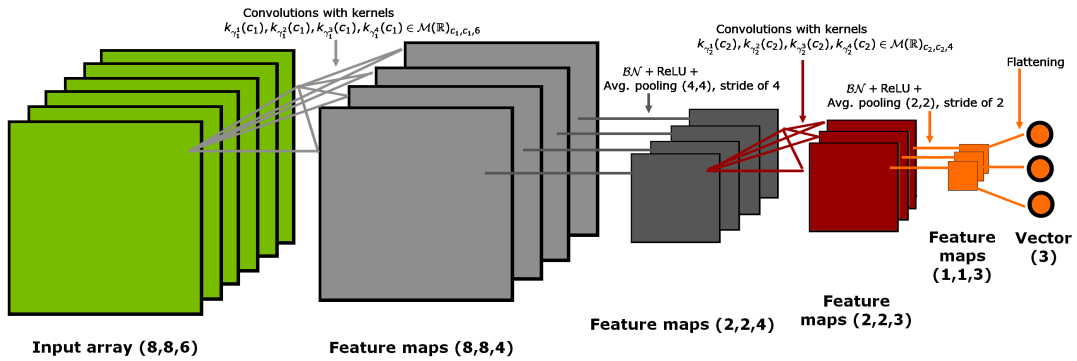 Convolutions with kernels
k_{γ_1^1}(c_1), k_{γ_1^2}(c_1), k_{γ_1^3}(c_1), k_{γ_1^4}(c_1) ∈ ℳ(ℝ)_{c_1,c_1,6}
Convolutions with kernels
k_{γ_2^1}(c_2), k_{γ_2^2}(c_2), k_{γ_2^3}(c_2), k_{γ_2^4}(c_2) ∈ ℳ(ℝ)_{c_2,c_2,4}
ℬ𝒩 + ReLU +
Avg. pooling (4,4), stride of 4
ℬ𝒩 + ReLU +
Avg. pooling (2,2), stride of 2
Flattening
Input array (8,8,6)
Feature maps (8,8,4)
Feature maps (2,2,4)
Feature
maps (2,2,3)
Feature
maps
(1,1,3)
Vector
(3)